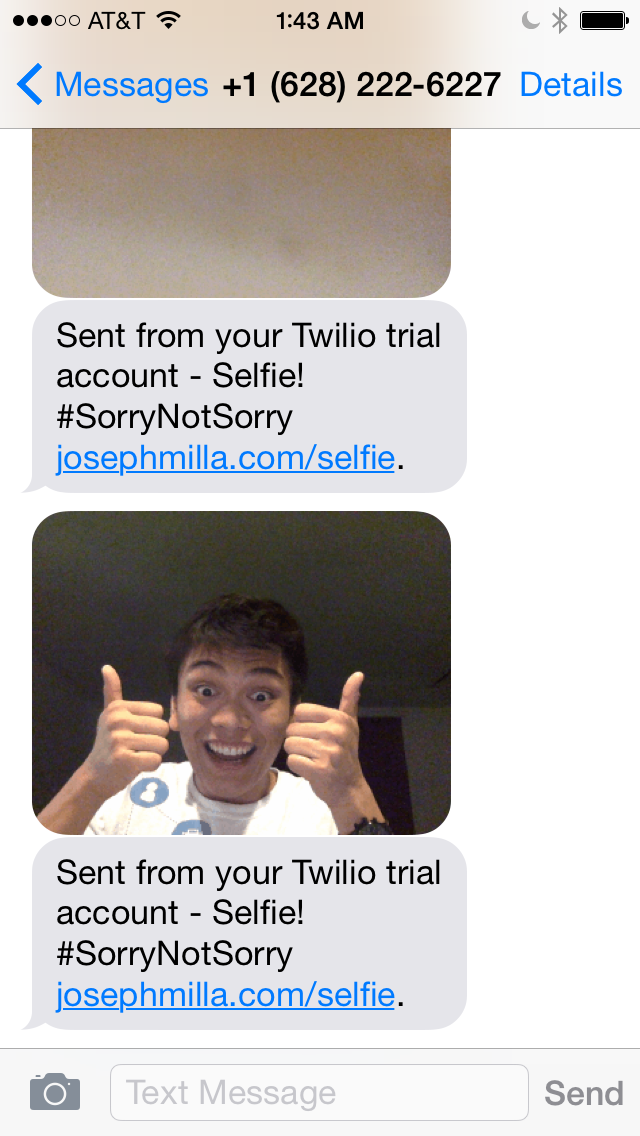 AT&T 1:43 AM
Messages +1 (628) 222-6227 Details
Sent from your Twilio trial
account - Selfie!
#SorryNotSorry
josephmilla.com/selfie.
Sent from your Twilio trial
account - Selfie!
#SorryNotSorry
josephmilla.com/selfie.
Text Message Send